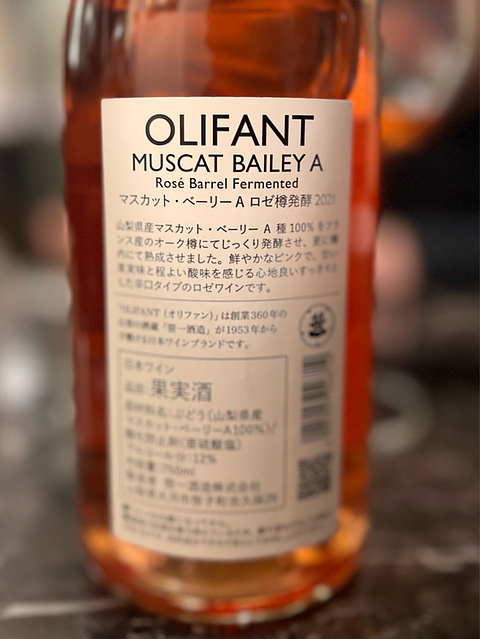 OLIFANT
MUSCAT BAILEY A
Rosé Barrel Fermented
マスカット・ベーリー A ロゼ樽発酵
山梨県産マスカット・ベーリー A 種100%をフラ
ンス産のオーク樽にてじっくり発酵させ、更に樽
内にて熟成させました。鮮やかなピンクで、甘い
果実味と程よい酸味を感じる心地良いすっきりと
した辛口タイプのロゼワインです。
「OLIFANT（オリファン）」は創業360年の
山梨の酒蔵「笹一酒造」が1953年から
手掛ける日本ワインブランドです。
日本ワイン
品目:果実酒
原材料名:ぶどう(山梨県産
マスカット・ベーリーA100%)/
酸化防止剤(亜硫酸塩)
アルコール分:12%
内容量:750ml
製造者 笹一酒造株式会社